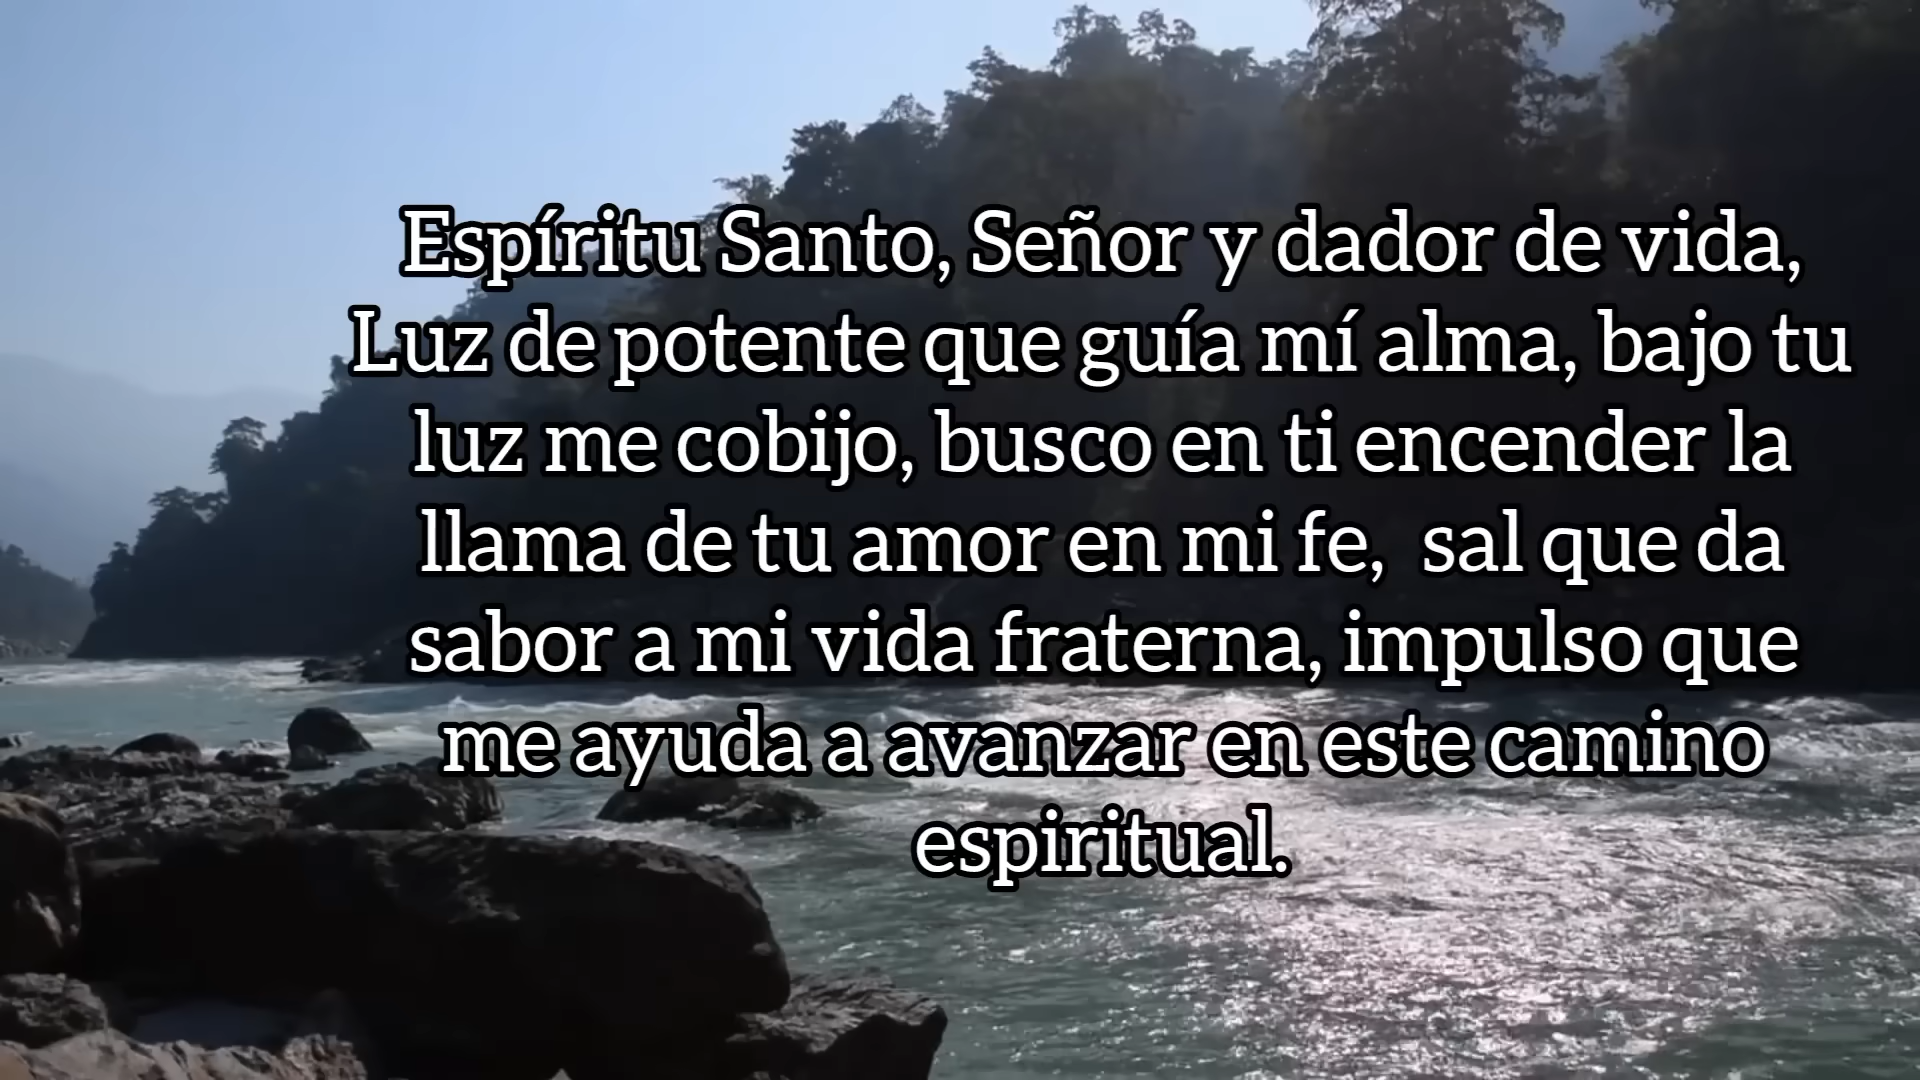 Espíritu Santo, Señor y dador de vida,
Luz de potente que guía mí alma, bajo tu
luz me cobijo, busco en ti encender la
llama de tu amor en mi fe,  sal que da
sabor a mi vida fraterna, impulso que
me ayuda a avanzar en este camino
espiritual.